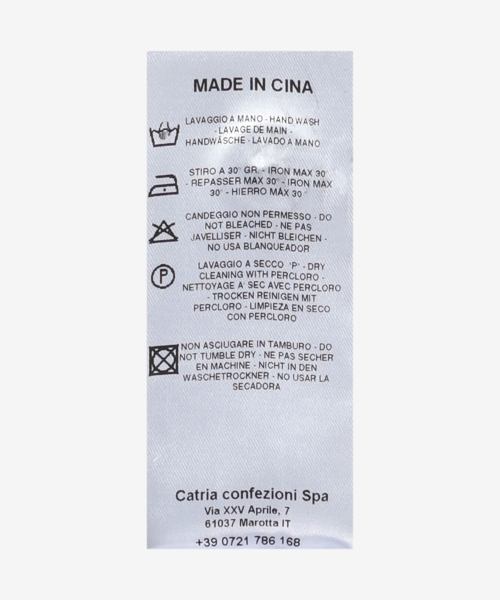 MADE IN CINA
LAVAGGIO A MANO - HAND WASH
- LAVAGE DE MAIN -
HANDWÄSCHE - LAVADO A MANO
STIRO A 30° GR. - IRON MAX 30°
- REPASSER MAX 30° - IRON MAX
30° - HIERRO MAX 30°
CANDEGGIO NON PERMESSO - DO
NOT BLEACHED - NE PAS
JAVELLISER - NICHT BLEICHEN -
NO USA BLANQUEADOR
P
LAVAGGIO A SECCO "P" - DRY
CLEANING WITH PERCLORO -
NETTOYAGE A' SEC AVEC PERCLORO
- TROCKEN REINIGEN MIT
PERCLORO - LIMPIEZA EN SECO
CON PERCLORO
NON ASCIUGARE IN TAMBURO - DO
NOT TUMBLE DRY - NE PAS SECHER
EN MACHINE - NICHT IN DEN
WASCHETROCKNER - NO USAR LA
SECADORA
Catria confezioni Spa
Via XXV Aprile, 7
61037 Marotta IT
+39 0721 786 168